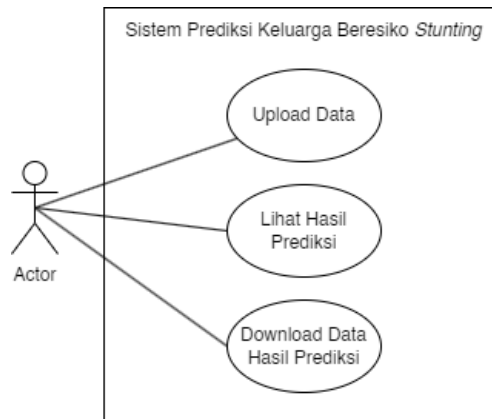 Sistem Prediksi Keluarga Beresiko Stunting
Upload Data
Lihat Hasil
Prediksi
Actor
Download Data
Hasil Prediksi